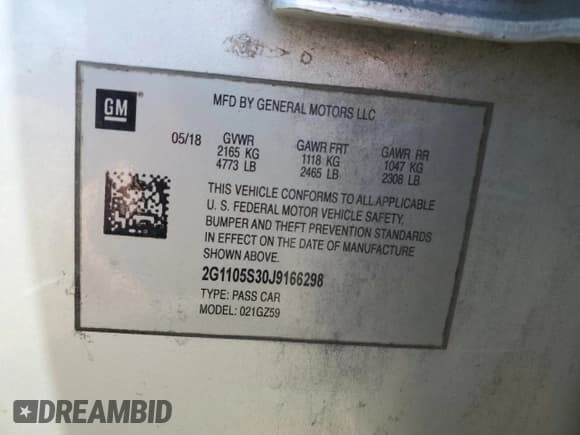 GM
MFD BY GENERAL MOTORS LLC
05/18 GVWR GAWR FRT GAWR RR
2165 KG 1118 KG 1047 KG
4773 LB 2465 LB 2308 LB
THIS VEHICLE CONFORMS TO ALL APPLICABLE
U. S. FEDERAL MOTOR VEHICLE SAFETY,
BUMPER AND THEFT PREVENTION STANDARDS
IN EFFECT ON THE DATE OF MANUFACTURE
SHOWN ABOVE.
2G1105S30J9166298
TYPE: PASS CAR
MODEL: 021GZ59
DREAMBID